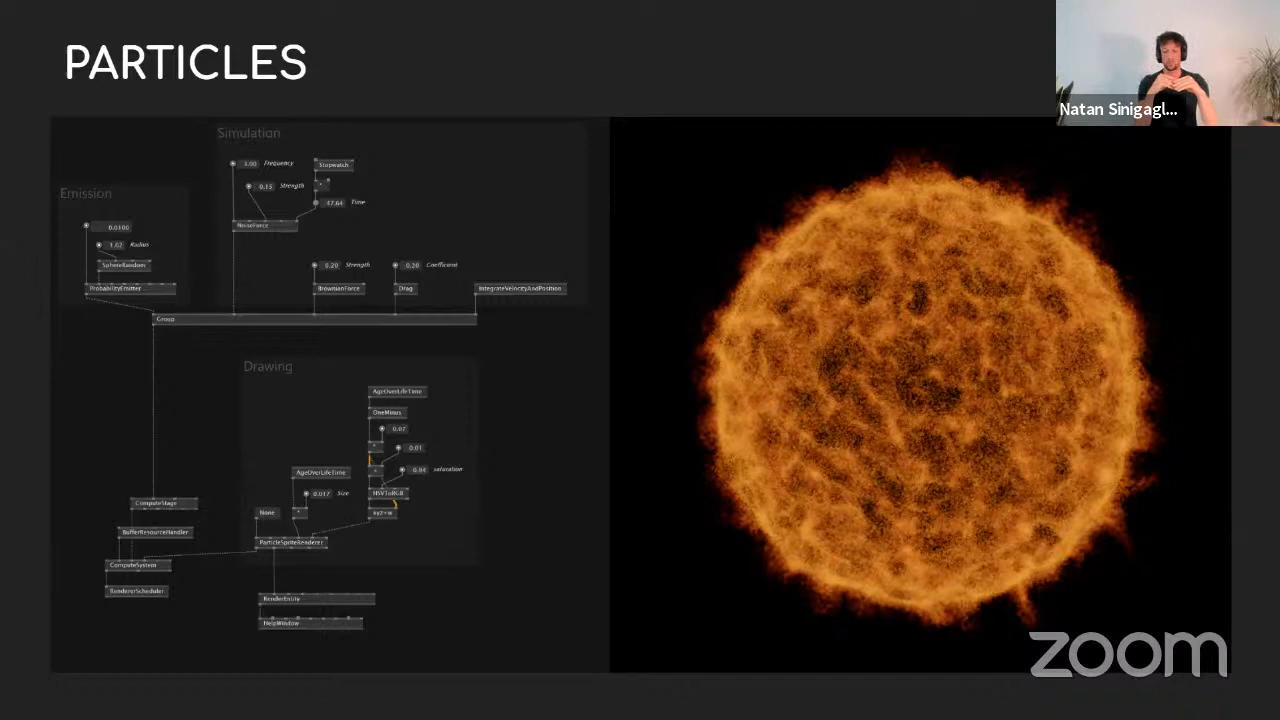 PARTICLES
Natan Sinigagl...
Simulation
3.00 Frequency
Stopwatch
0.15 Strength
*
47.64 Time
NoiseForce
Emission
0.0100
1.02 Radius
SphereRandom
ProbabilityEmitter
0.20 Strength
0.20 Coefficient
BrownianForce
Drag
IntegrateVelocityAndPosition
Group
Drawing
AgeOverLifeTime
OneMinus
0.07
*
0.01
+
0.84 saturation
AgeOverLifeTime
0.017 Size
HSVToRGB
None
*
xyz+w
ParticleSpriteRenderer
ComputeStage
BufferResourceHandler
ComputeSystem
RendererScheduler
RenderEntity
HelpWindow
zoom